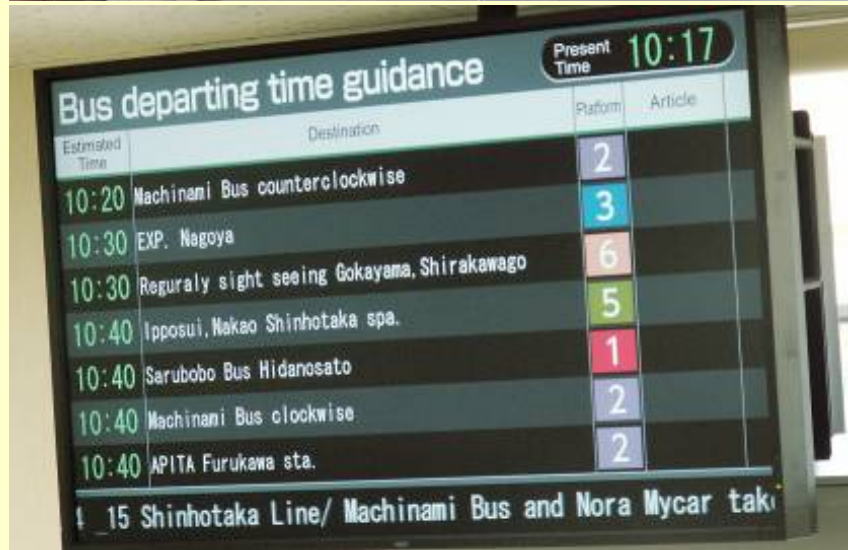 Bus departing time guidance
Present Time 10:17
Estimated Time Destination Platform Article
10:20 Machinami Bus counterclockwise 2
10:30 EXP. Nagoya 3
10:30 Reguraly sight seeing Gokayama,Shirakawago 6
10:40 Ipposui,Nakao Shinhotaka spa. 5
10:40 Sarubobo Bus Hidanosato 1
10:40 Machinami Bus clockwise 2
10:40 APITA Furukawa sta. 2
15 Shinhotaka Line/ Machinami Bus and Nora Mycar tak